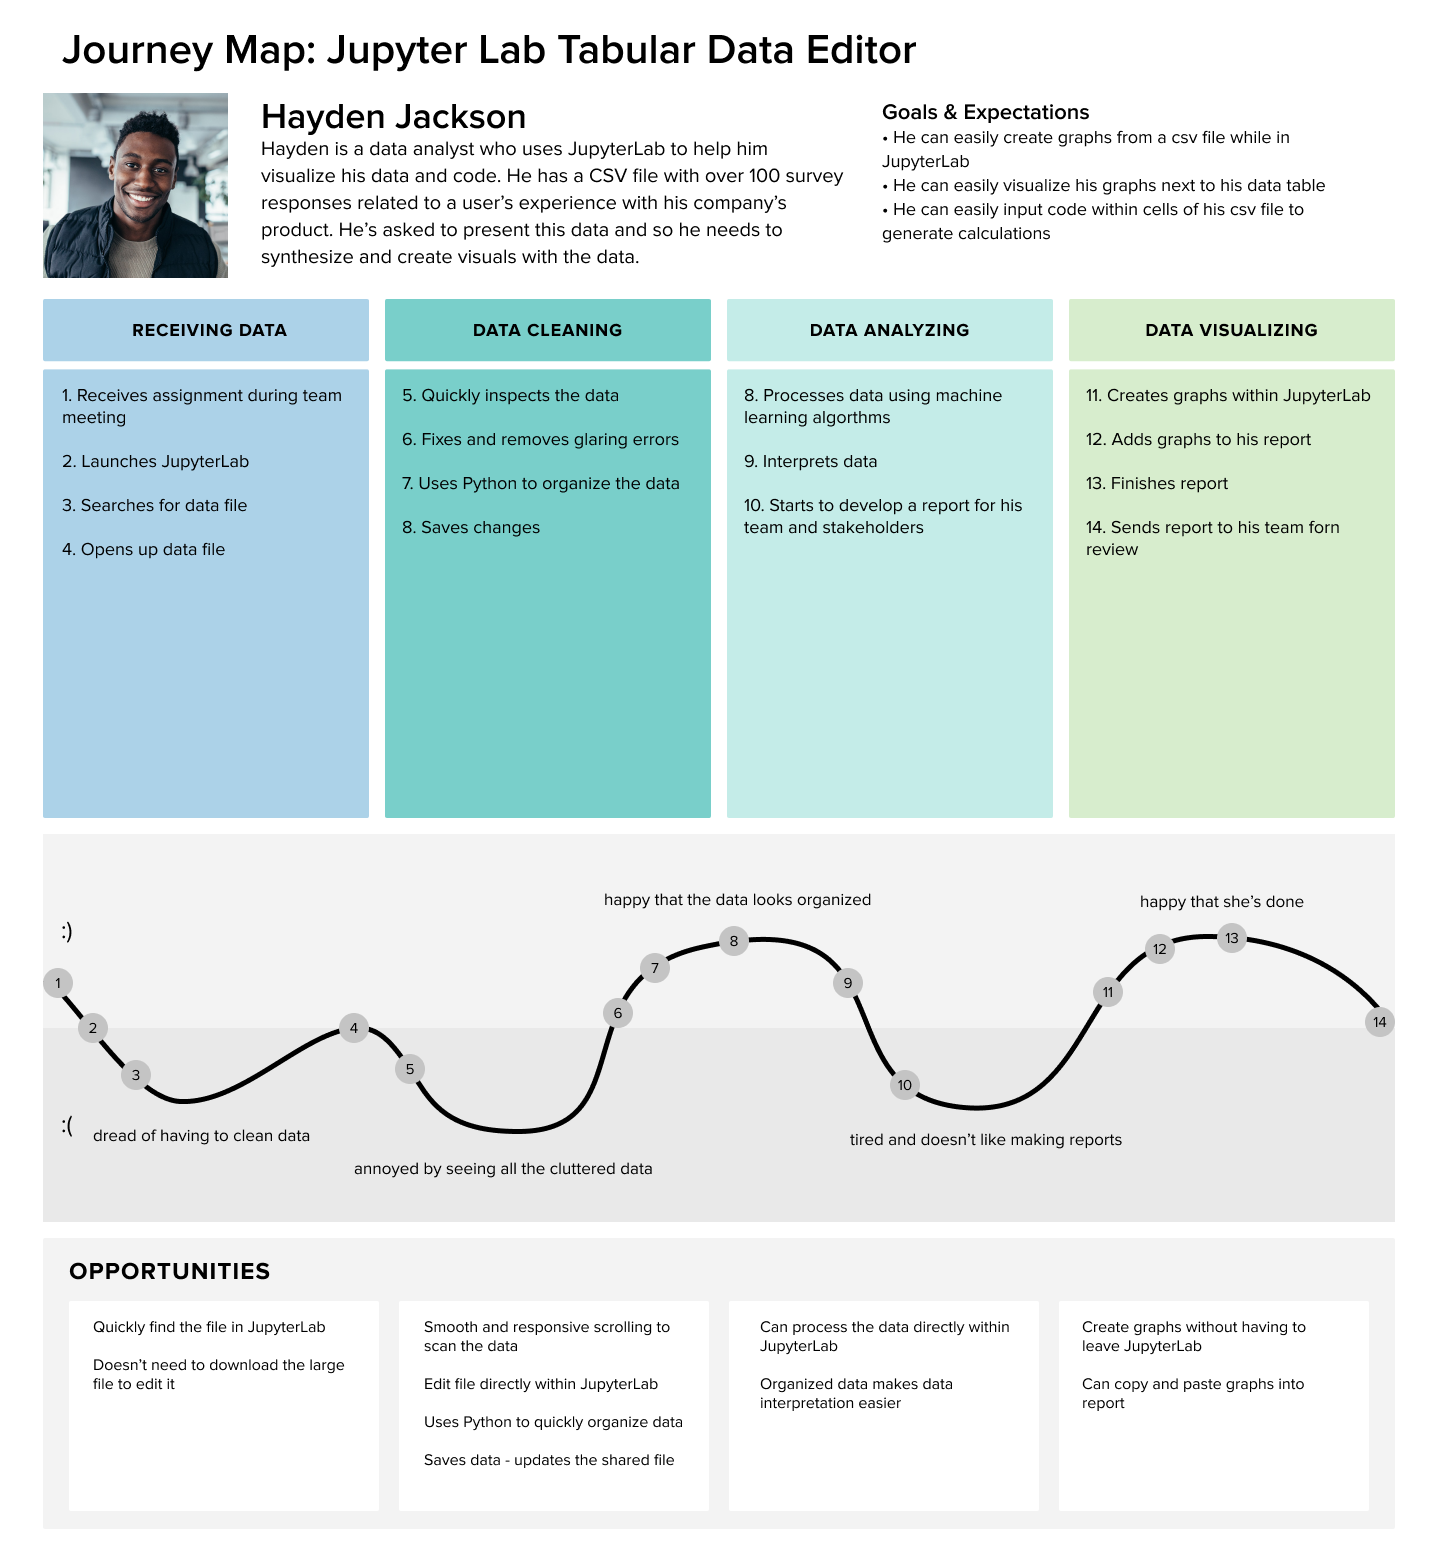 Journey Map: Jupyter Lab Tabular Data Editor
Hayden Jackson
Hayden is a data analyst who uses JupyterLab to help him
visualize his data and code. He has a CSV file with over 100 survey
responses related to a user’s experience with his company’s
product. He’s asked to present this data and so he needs to
synthesize and create visuals with the data.
Goals & Expectations
• He can easily create graphs from a csv file while in
JupyterLab
• He can easily visualize his graphs next to his data table
• He can easily input code within cells of his csv file to
generate calculations
RECEIVING DATA
1. Receives assignment during team
meeting
2. Launches JupyterLab
3. Searches for data file
4. Opens up data file
DATA CLEANING
5. Quickly inspects the data
6. Fixes and removes glaring errors
7. Uses Python to organize the data
8. Saves changes
DATA ANALYZING
8. Processes data using machine
learning algorthms
9. Interprets data
10. Starts to develop a report for his
team and stakeholders
DATA VISUALIZING
11. Creates graphs within JupyterLab
12. Adds graphs to his report
13. Finishes report
14. Sends report to his team forn
review
:)
:(
1
2
3
dread of having to clean data
4
5
annoyed by seeing all the cluttered data
6
7
happy that the data looks organized
8
9
10
tired and doesn’t like making reports
11
12
happy that she’s done
13
14
OPPORTUNITIES
Quickly find the file in JupyterLab
Doesn’t need to download the large
file to edit it
Smooth and responsive scrolling to
scan the data
Edit file directly within JupyterLab
Uses Python to quickly organize data
Saves data - updates the shared file
Can process the data directly within
JupyterLab
Organized data makes data
interpretation easier
Create graphs without having to
leave JupyterLab
Can copy and paste graphs into
report